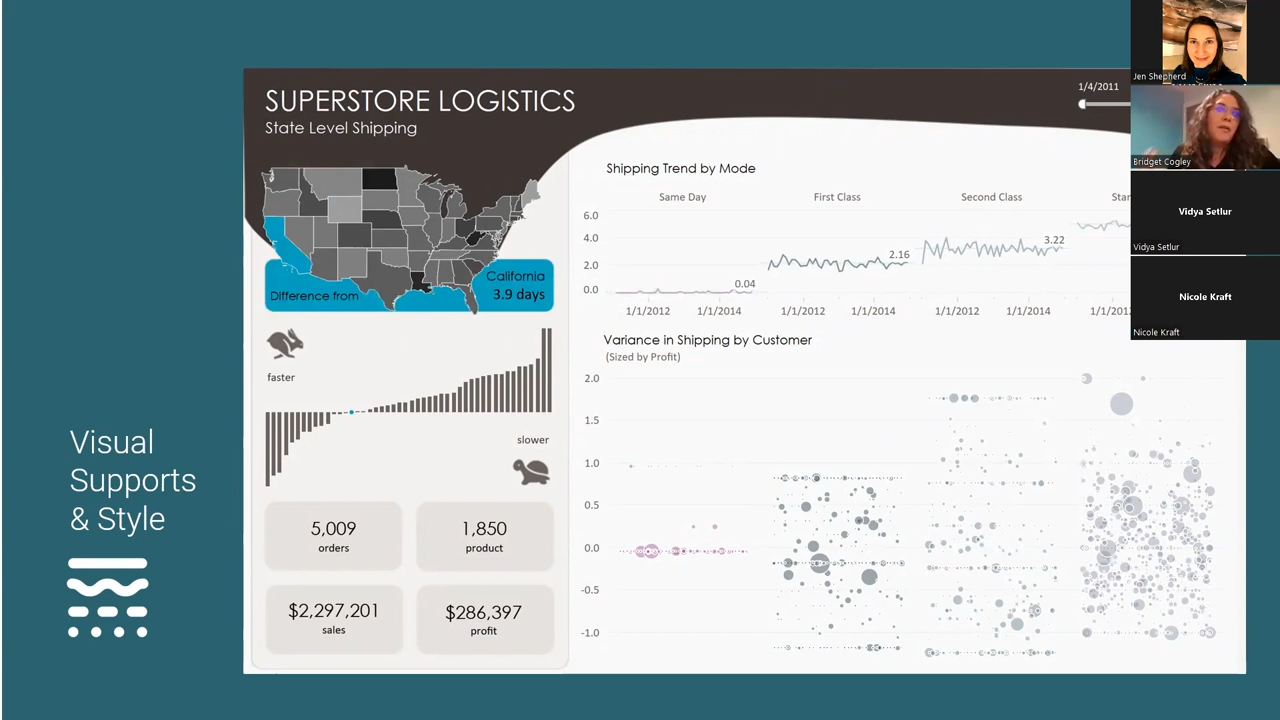 SUPERSTORE LOGISTICS
State Level Shipping
1/4/2011
Difference from
California
3.9 days
faster
slower
5,009
orders
1,850
product
$2,297,201
sales
$286,397
profit
Shipping Trend by Mode
Same Day
First Class
Second Class
Stan
6.0
4.0
2.0
0.0
0.04
2.16
3.22
1/1/2012
1/1/2014
1/1/2012
1/1/2014
1/1/2012
1/1/2014
1/1/201
Variance in Shipping by Customer
(Sized by Profit)
2.0
1.5
1.0
0.5
0.0
-0.5
-1.0
Visual
Supports
& Style
Jen Shepherd
Bridget Cogley
Vidya Setlur
Vidya Setlur
Nicole Kraft
Nicole Kraft